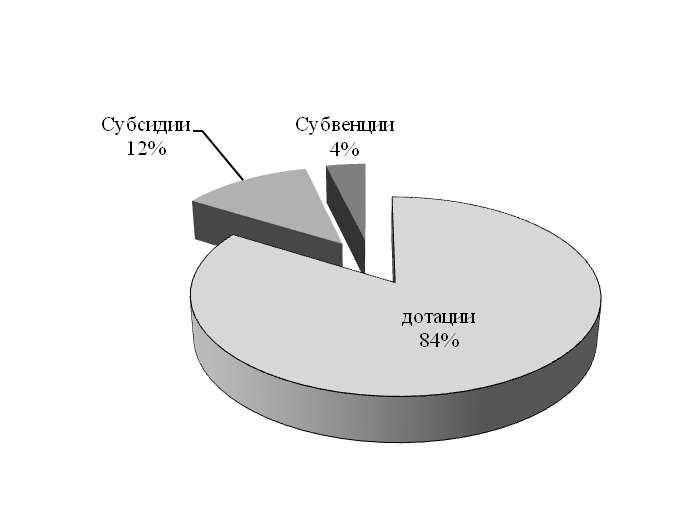 Субсидии
12%
Субвенции
4%
дотации
84%